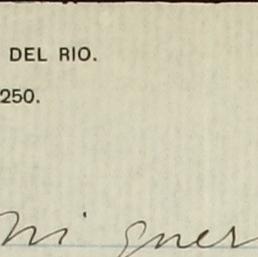 DEL RIO.
250.
Mi quer